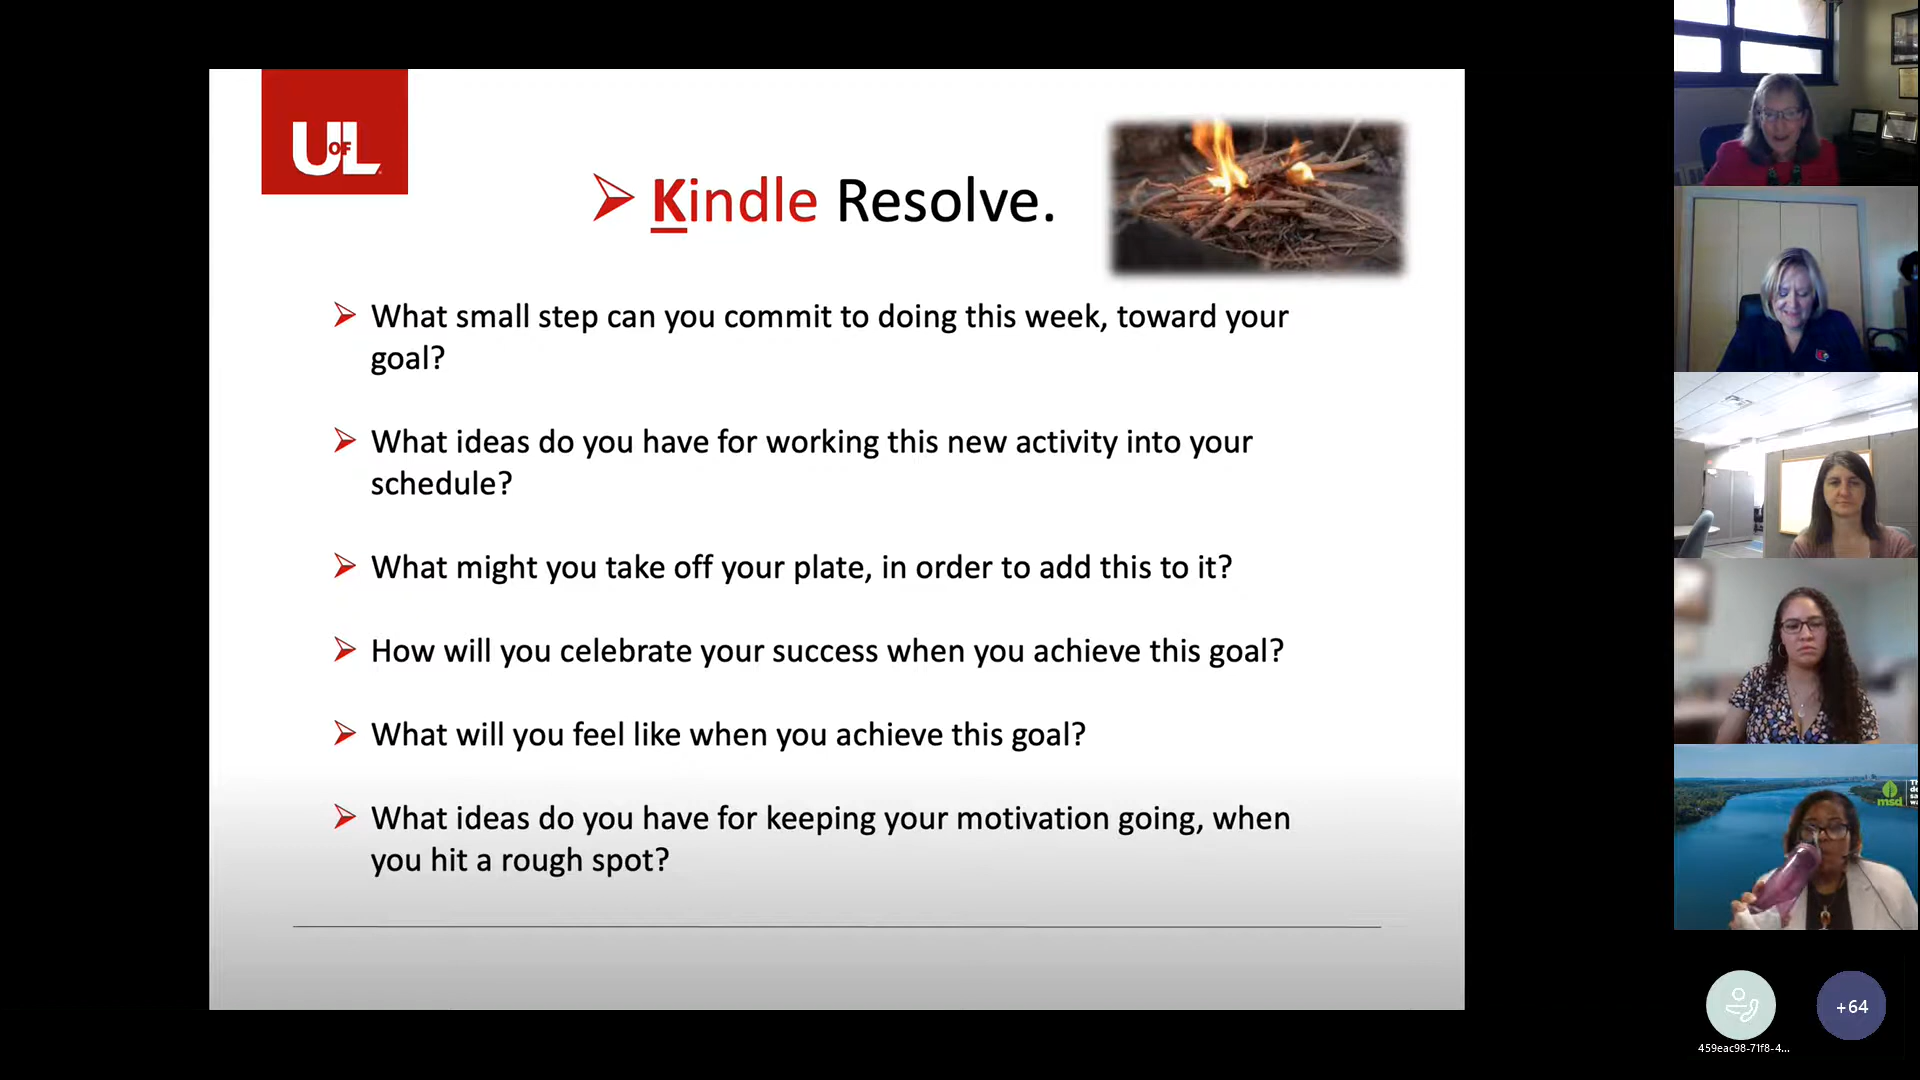 U OF L
Kindle Resolve.
What small step can you commit to doing this week, toward your
goal?
What ideas do you have for working this new activity into your
schedule?
What might you take off your plate, in order to add this to it?
How will you celebrate your success when you achieve this goal?
What will you feel like when you achieve this goal?
What ideas do you have for keeping your motivation going, when
you hit a rough spot?
msd
+64
459eac98-71f8-4...